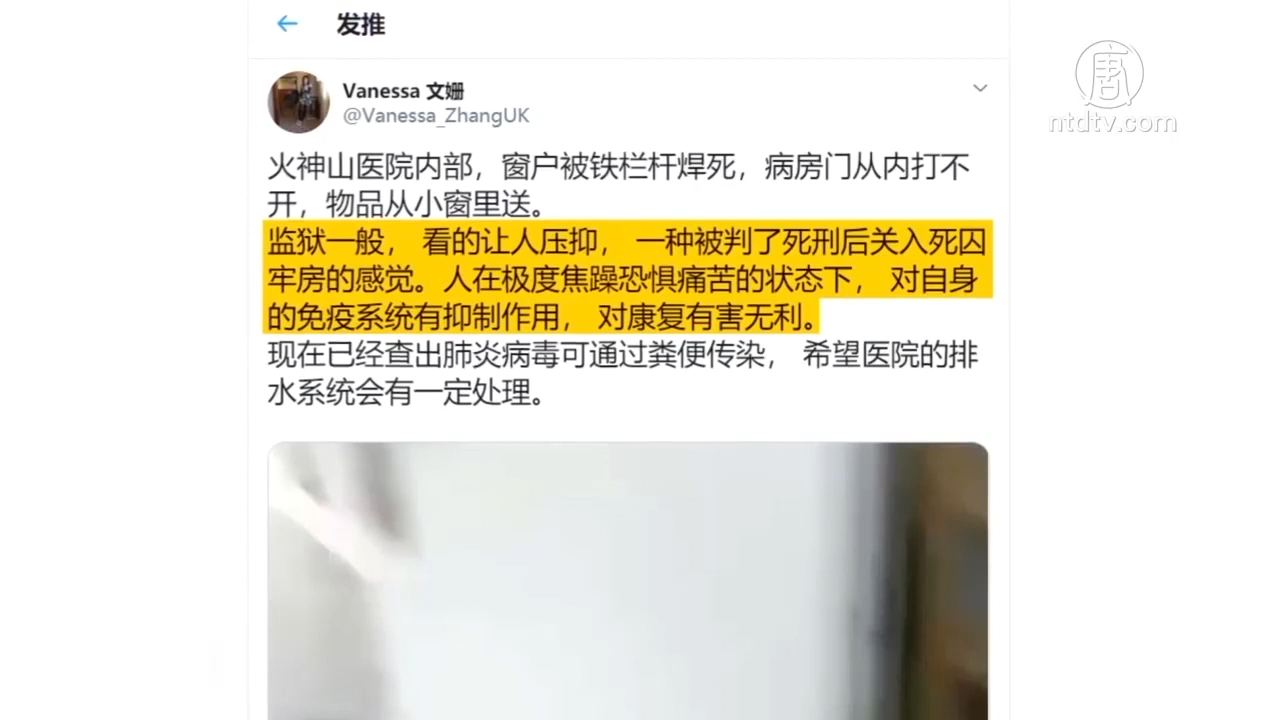 发推
唐
ntdtv.com
Vanessa 文姗
@Vanessa_ZhangUK
火神山医院内部，窗户被铁栏杆焊死，病房门从内打不
开，物品从小窗里送。
监狱一般， 看的让人压抑， 一种被判了死刑后关入死囚
牢房的感觉。人在极度焦躁恐惧痛苦的状态下， 对自身
的免疫系统有抑制作用， 对康复有害无利。
现在已经查出肺炎病毒可通过粪便传染， 希望医院的排
水系统会有一定处理。